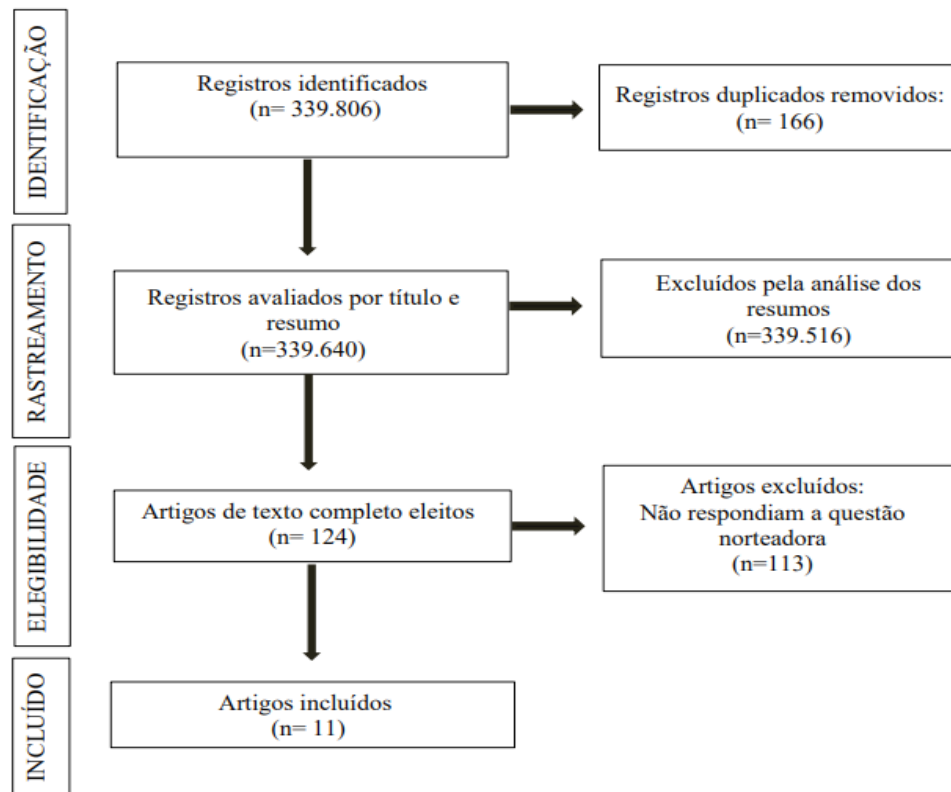 IDENTIFICAÇÃO
Registros identificados
(n= 339.806)
Registros duplicados removidos:
(n= 166)
RASTREAMENTO
Registros avaliados por título e
resumo
(n=339.640)
Excluídos pela análise dos
resumos
(n=339.516)
ELEGIBILIDADE
Artigos de texto completo eleitos
(n= 124)
Artigos excluídos:
Não respondiam a questão
norteadora
(n=113)
INCLUÍDO
Artigos incluídos
(n= 11)